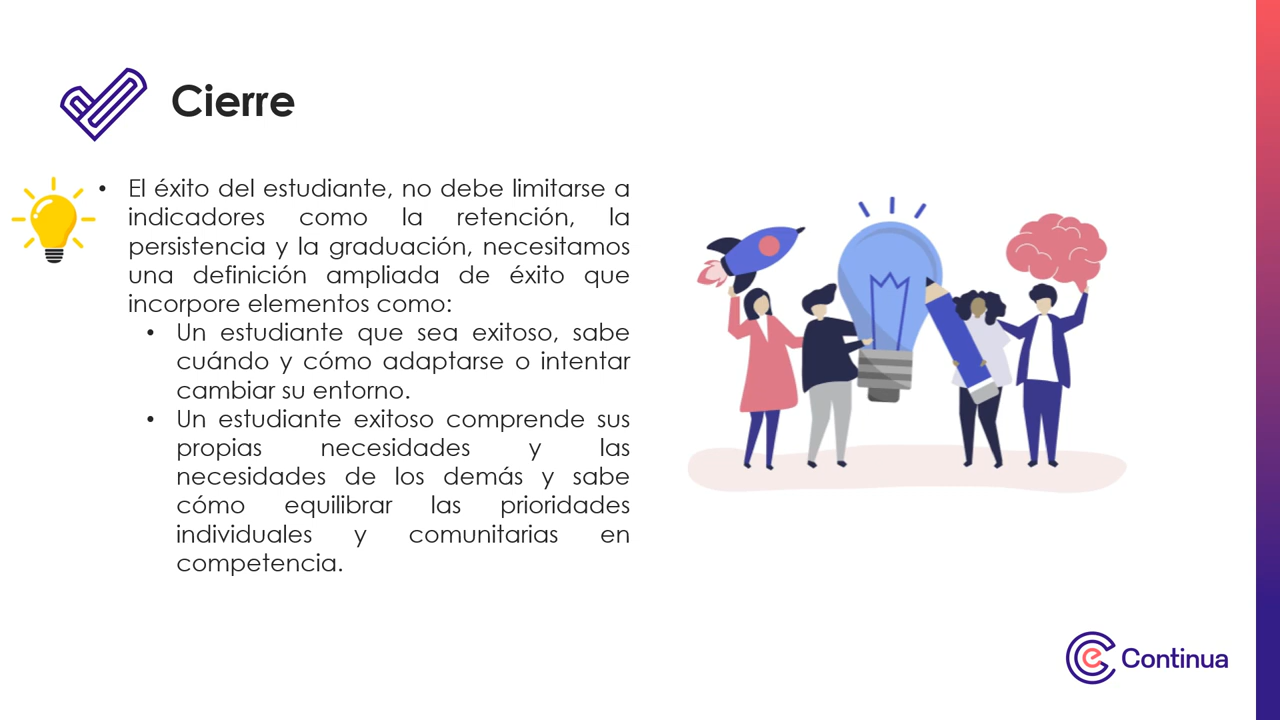 Cierre
• El éxito del estudiante, no debe limitarse a
indicadores como la retención, la
persistencia y la graduación, necesitamos
una definición ampliada de éxito que
incorpore elementos como:
• Un estudiante que sea exitoso, sabe
cuándo y cómo adaptarse o intentar
cambiar su entorno.
• Un estudiante exitoso comprende sus
propias necesidades y las
necesidades de los demás y sabe
cómo equilibrar las prioridades
individuales y comunitarias en
competencia.
e Continua